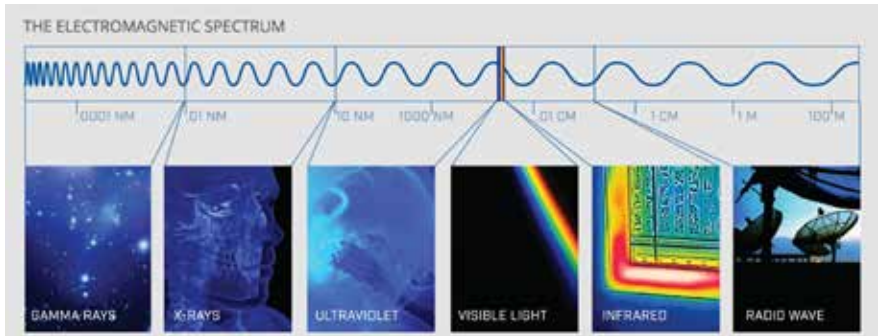 THE ELECTROMAGNETIC SPECTRUM
.0001 NM .01 NM 10 NM 1000 NM .01 CM 1 CM 1 M 100 M
GAMMA-RAYS X-RAYS ULTRAVIOLET VISIBLE LIGHT INFRARED RADIO WAVE